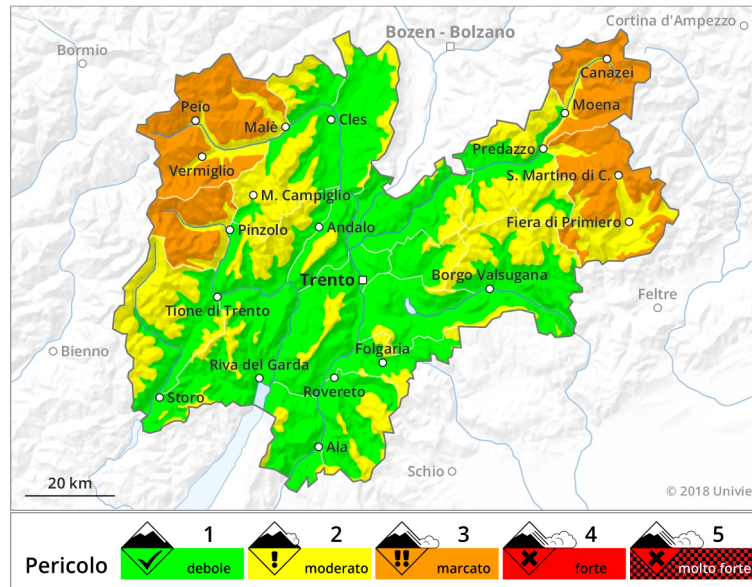 Cortina d'Ampezzo
Bozen - Bolzano
Bormio
Canazei
Peio
Moena
Malè
Cles
Predazzo
Vermiglio
S. Martino di C.
M. Campiglio
Fiera di Primiero
Pinzolo
Andalo
Borgo Valsugana
Trento
Feltre
Tione di Trento
Bienno
Folgaria
Riva del Garda
Rovereto
Storo
Ala
Schio
20 km
© 2018 Univie
1 2 3 4 5
Pericolo debole moderato marcato forte molto forte